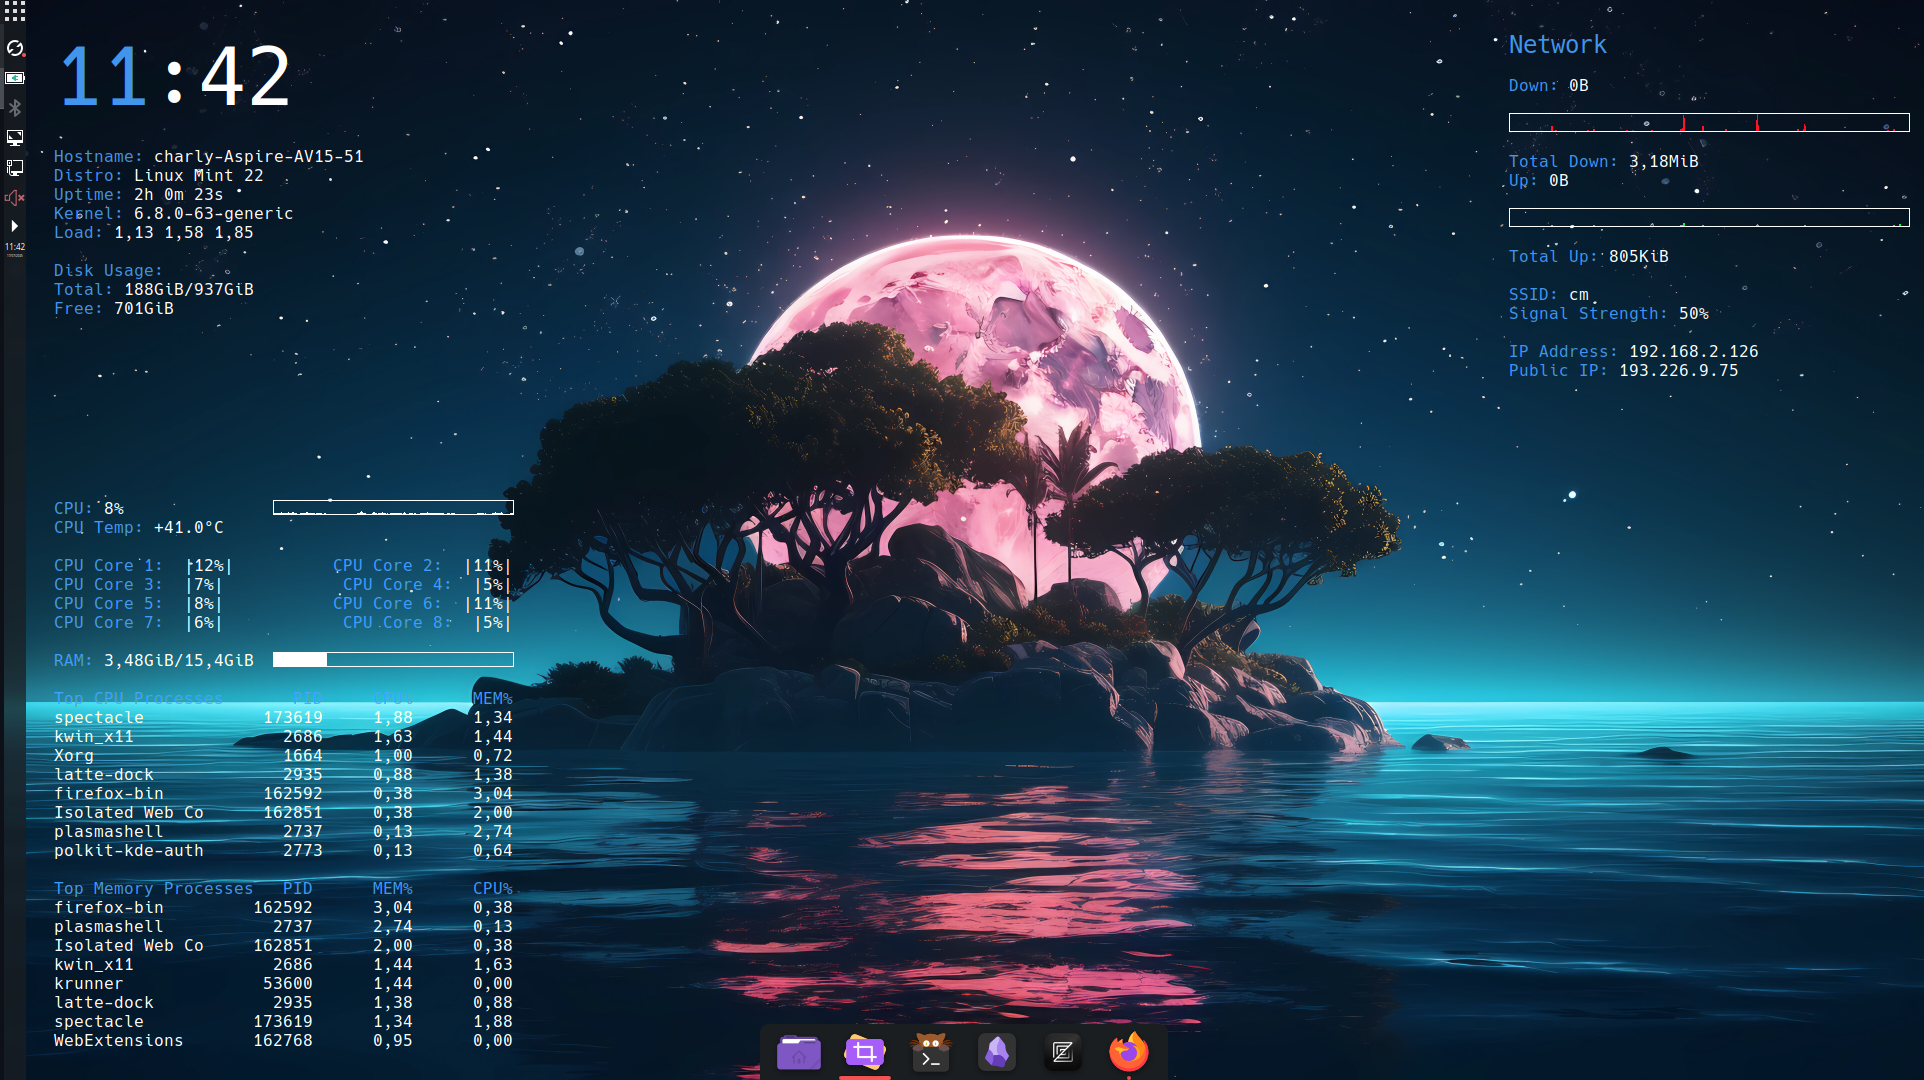 11:42
Hostname: charly-Aspire-AV15-51
Distro: Linux Mint 22
Uptime: 2h 0m 23s
Kernel: 6.8.0-63-generic
Load: 1,13 1,58 1,85
Disk Usage:
Total: 188GiB/937GiB
Free: 701GiB
CPU: 8%
CPU Temp: +41.0°C
CPU Core 1: |12%| CPU Core 2: |11%|
CPU Core 3: |7%| CPU Core 4: |5%|
CPU Core 5: |8%| CPU Core 6: |11%|
CPU Core 7: |6%| CPU Core 8: |5%|
RAM: 3,48GiB/15,4GiB
Top CPU Processes PID CPU% MEM%
spectacle 173619 1,88 1,34
kwin_x11 2686 1,63 1,44
Xorg 1664 1,00 0,72
latte-dock 2935 0,88 1,38
firefox-bin 162592 0,38 3,04
Isolated Web Co 162851 0,38 2,00
plasmashell 2737 0,13 2,74
polkit-kde-auth 2773 0,13 0,64
Top Memory Processes PID MEM% CPU%
firefox-bin 162592 3,04 0,38
plasmashell 2737 2,74 0,13
Isolated Web Co 162851 2,00 0,38
kwin_x11 2686 1,44 1,63
krunner 53600 1,44 0,00
latte-dock 2935 1,38 0,88
spectacle 173619 1,34 1,88
WebExtensions 162768 0,95 0,00
Network
Down: 0B
Total Down: 3,18MiB
Up: 0B
Total Up: 805KiB
SSID: cm
Signal Strength: 50%
IP Address: 192.168.2.126
Public IP: 193.226.9.75
11:42